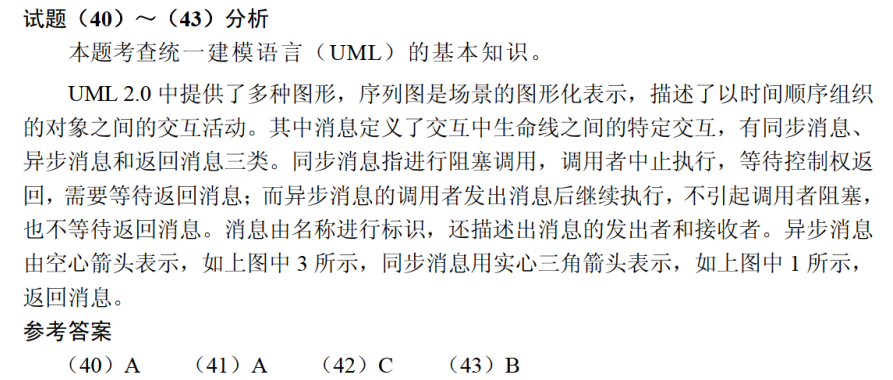 试题（40）～（43）分析
本题考查统一建模语言（UML）的基本知识。
UML 2.0 中提供了多种图形，序列图是场景的图形化表示，描述了以时间顺序组织
的对象之间的交互活动。其中消息定义了交互中生命线之间的特定交互，有同步消息、
异步消息和返回消息三类。同步消息指进行阻塞调用，调用者中止执行，等待控制权返
回，需要等待返回消息；而异步消息的调用者发出消息后继续执行，不引起调用者阻塞，
也不等待返回消息。消息由名称进行标识，还描述出消息的发出者和接收者。异步消息
由空心箭头表示，如上图中 3 所示，同步消息用实心三角箭头表示，如上图中 1 所示，
返回消息。
参考答案
（40）A （41）A （42）C （43）B